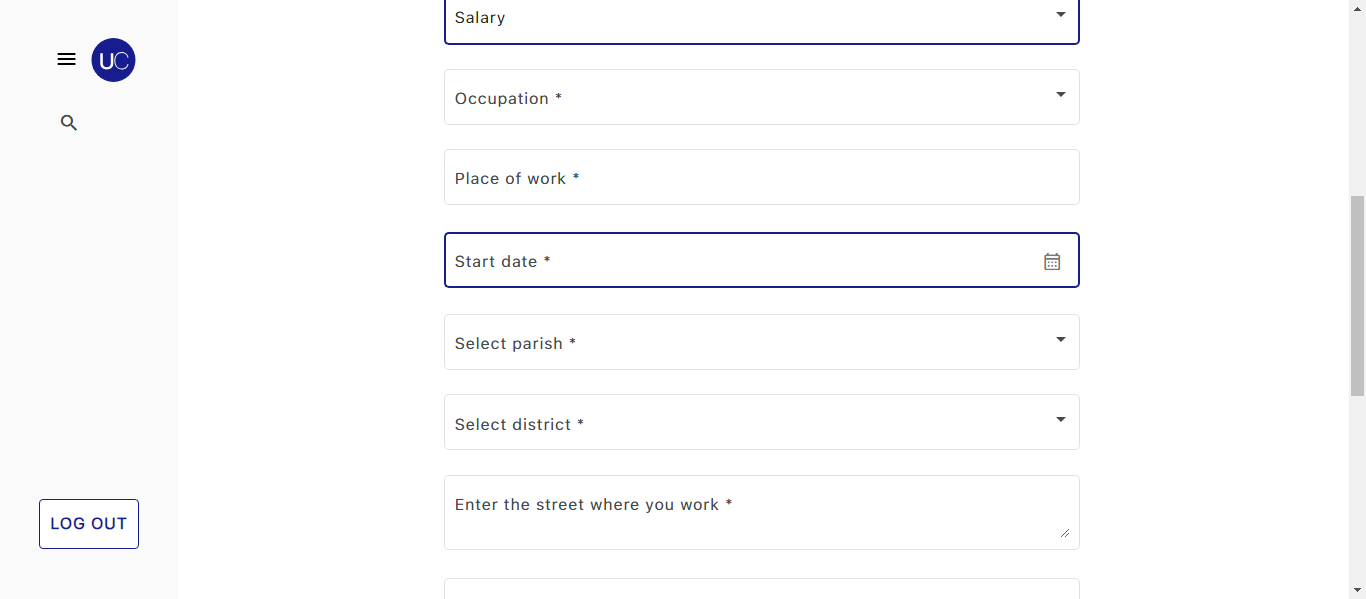 UC
Salary
Occupation *
Place of work *
Start date *
Select parish *
Select district *
Enter the street where you work *
LOG OUT